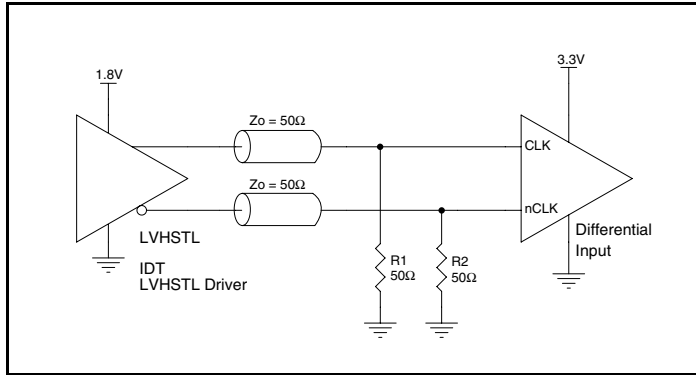 1.8V
3.3V
Zo = 50Ω
CLK
Zo = 50Ω
nCLK
LVHSTL
IDT
LVHSTL Driver
R1
50Ω
R2
50Ω
Differential
Input